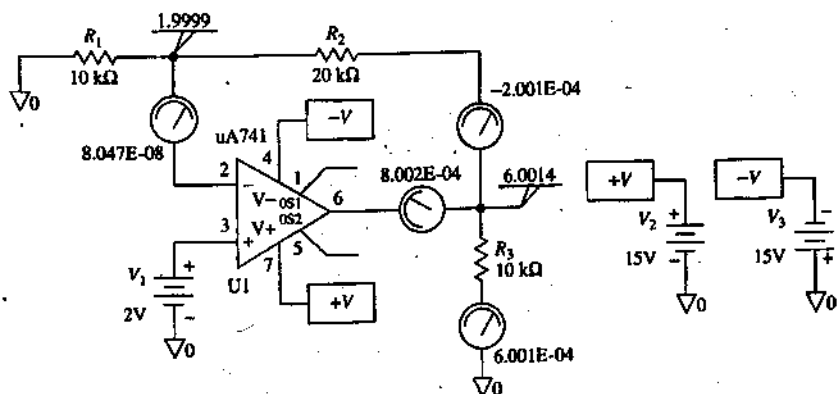 1.9999
R1
10 kΩ
0
R2
20 kΩ
-2.001E-04
8.047E-08
uA741
-V
4
2
-
1
V-
OS1
OS2
V+
6
8.002E-04
6.0014
3
+
5
7
U1
+V
V1
+
2V
-
0
R3
10 kΩ
6.001E-04
0
+V
V2
+
15V
-
0
-V
V3
-
15V
+
0